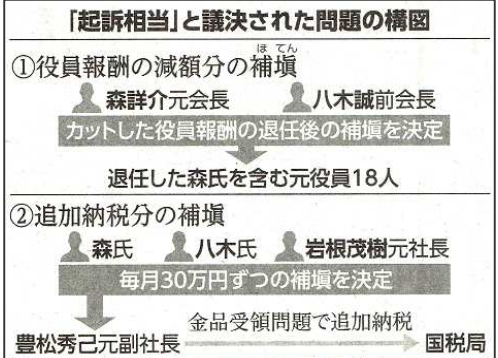 「起訴相当」と議決された問題の構図
①役員報酬の減額分の補塡
ほてん
森詳介元会長
八木誠前会長
カットした役員報酬の退任後の補塡を決定
退任した森氏を含む元役員18人
②追加納税分の補塡
森氏
八木氏
岩根茂樹元社長
毎月30万円ずつの補塡を決定
豊松秀己元副社長
金品受領問題で追加納税
国税局